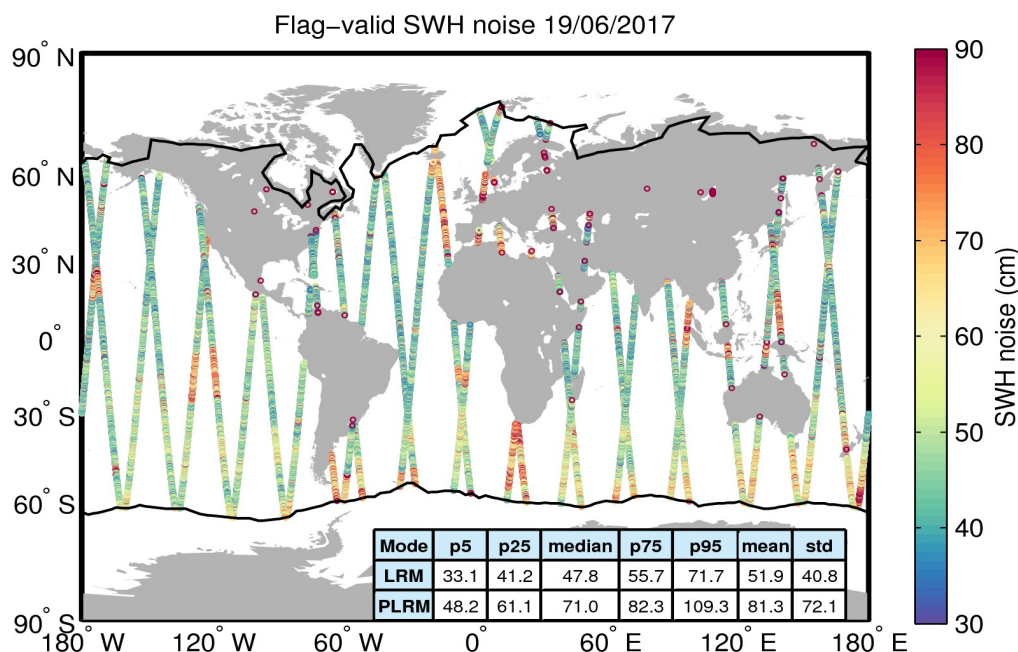 Flag−valid SWH noise 19/06/2017
90° N
60° N
30° N
0°
30° S
60° S
90° S
180° W
120° W
60° W
0°
60° E
120° E
180° E
Mode p5 p25 median p75 p95 mean std
LRM 33.1 41.2 47.8 55.7 71.7 51.9 40.8
PLRM 48.2 61.1 71.0 82.3 109.3 81.3 72.1
90
80
70
60
50
40
30
SWH noise (cm)